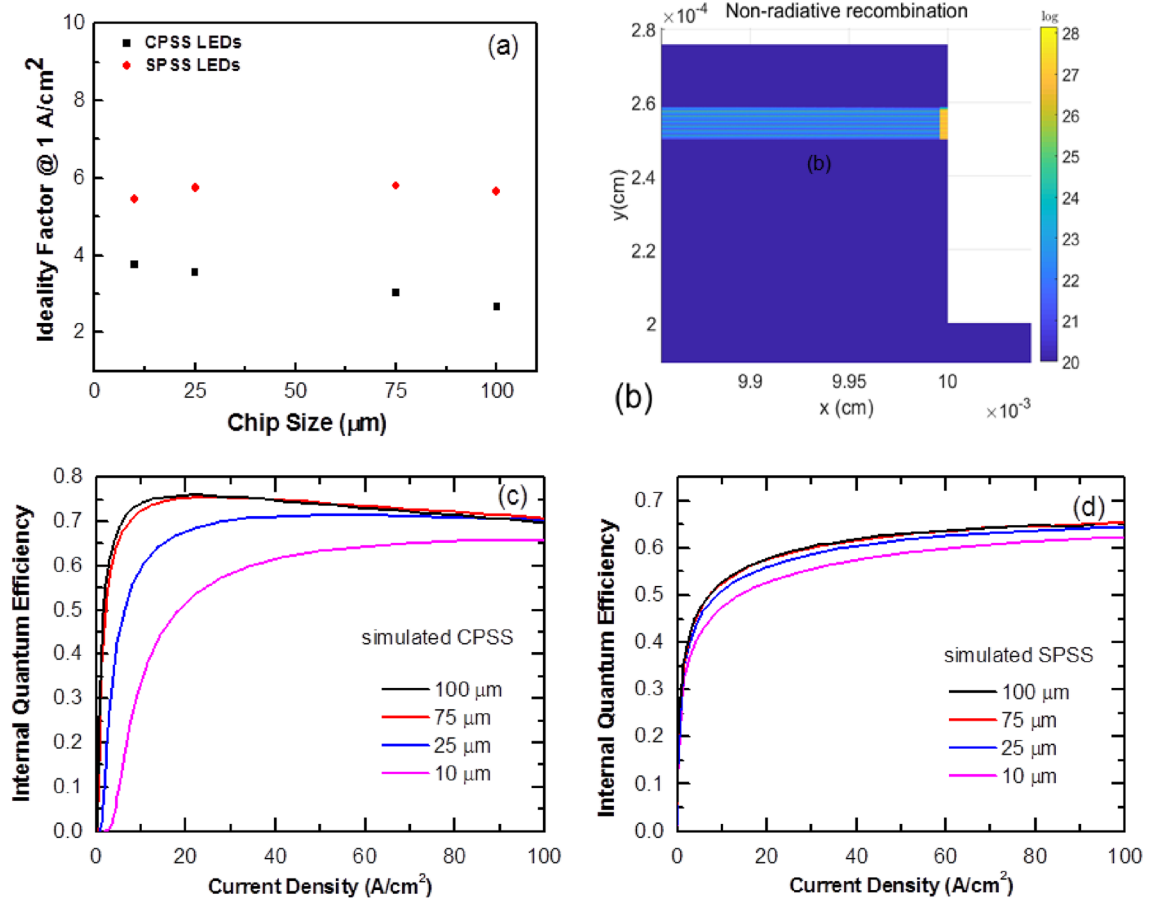 10
8
6
4
2
0
25
50
75
100
Ideality Factor @ 1 A/cm²
Chip Size (μm)
CPSS LEDs
SPSS LEDs
(a)
×10⁻⁴
Non-radiative recombination
log
2.8
2.6
2.4
2.2
2
y(cm)
(b)
28
27
26
25
24
23
22
21
20
9.9
9.95
10
x (cm)
×10⁻³
(b)
0.8
0.7
0.6
0.5
0.4
0.3
0.2
0.1
0.0
0
20
40
60
80
100
Internal Quantum Efficiency
Current Density (A/cm²)
(c)
simulated CPSS
100 μm
75 μm
25 μm
10 μm
0.7
0.6
0.5
0.4
0.3
0.2
0.1
0.0
0
20
40
60
80
100
Internal Quantum Efficiency
Current Density (A/cm²)
(d)
simulated SPSS
100 μm
75 μm
25 μm
10 μm